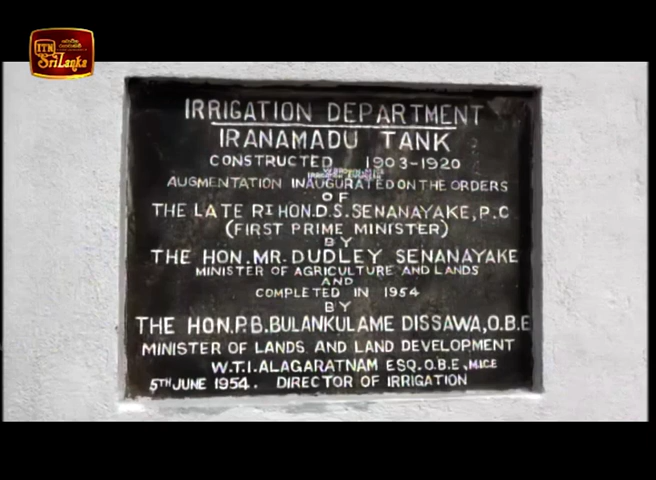 ITN
Sri Lanka
IRRIGATION DEPARTMENT
IRANAMADU TANK
CONSTRUCTED 1903-1920
AUGMENTATION INAUGURATED ON THE ORDERS
OF
THE LATE RT HON. D.S. SENANAYAKE, P.C
(FIRST PRIME MINISTER)
BY
THE HON. MR. DUDLEY SENANAYAKE
MINISTER OF AGRICULTURE AND LANDS
AND
COMPLETED IN 1954
BY
THE HON. P.B. BULANKULAME DISSAWA, O.B.E
MINISTER OF LANDS AND LAND DEVELOPMENT
W.T.I. ALAGARATNAM ESQ. O.B.E., MICE
5TH JUNE 1954. DIRECTOR OF IRRIGATION